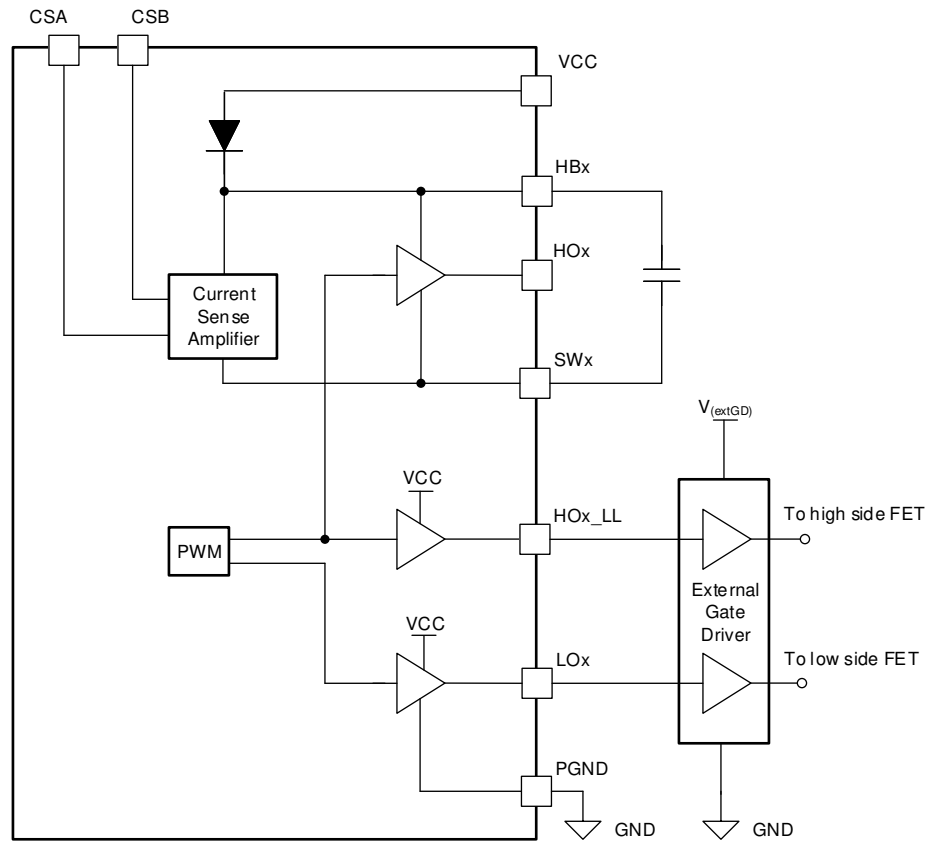 CSA
CSB
VCC
HBx
HOx
Current
Sense
Amplifier
SWx
V(extGD)
VCC
HOx_LL
To high side FET
PWM
External
Gate
Driver
VCC
LOx
To low side FET
PGND
GND
GND